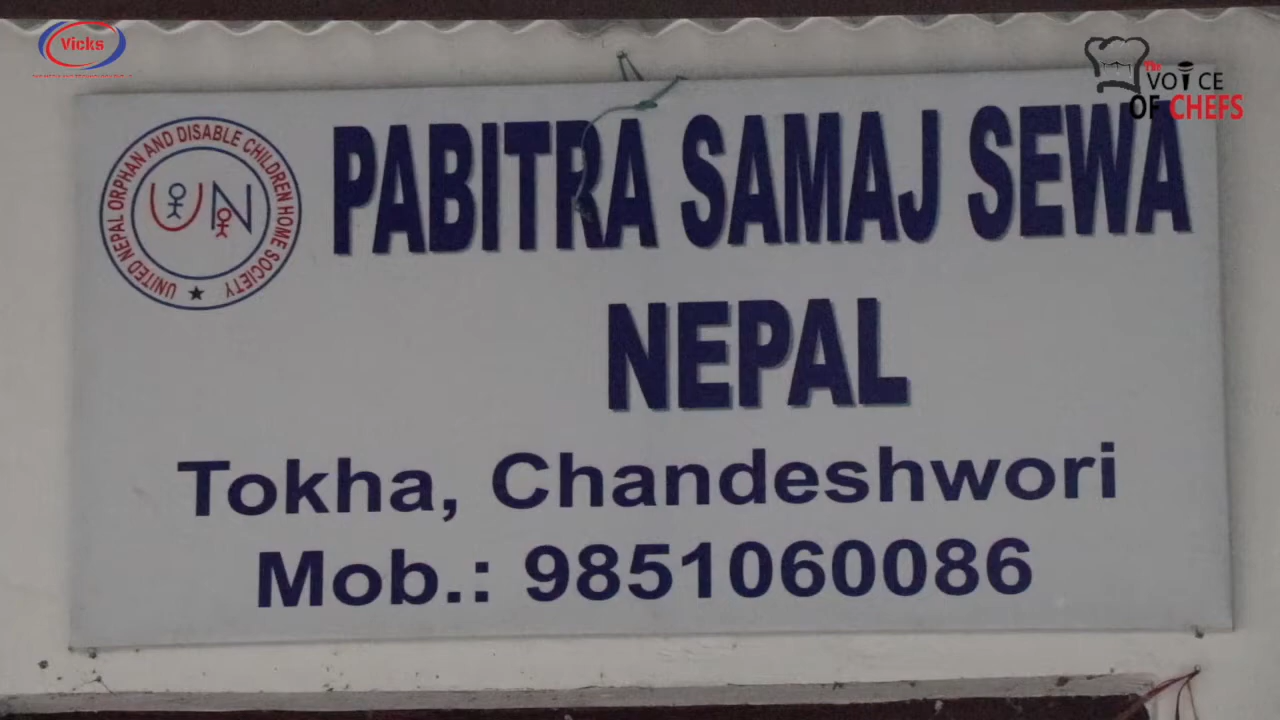 Vicks
The
VOICE
OF CHEFS
UNITED NEPAL ORPHAN AND DISABLE CHILDREN HOME SOCIETY
UN
PABITRA SAMAJ SEWA
NEPAL
Tokha, Chandeshwori
Mob.: 9851060086